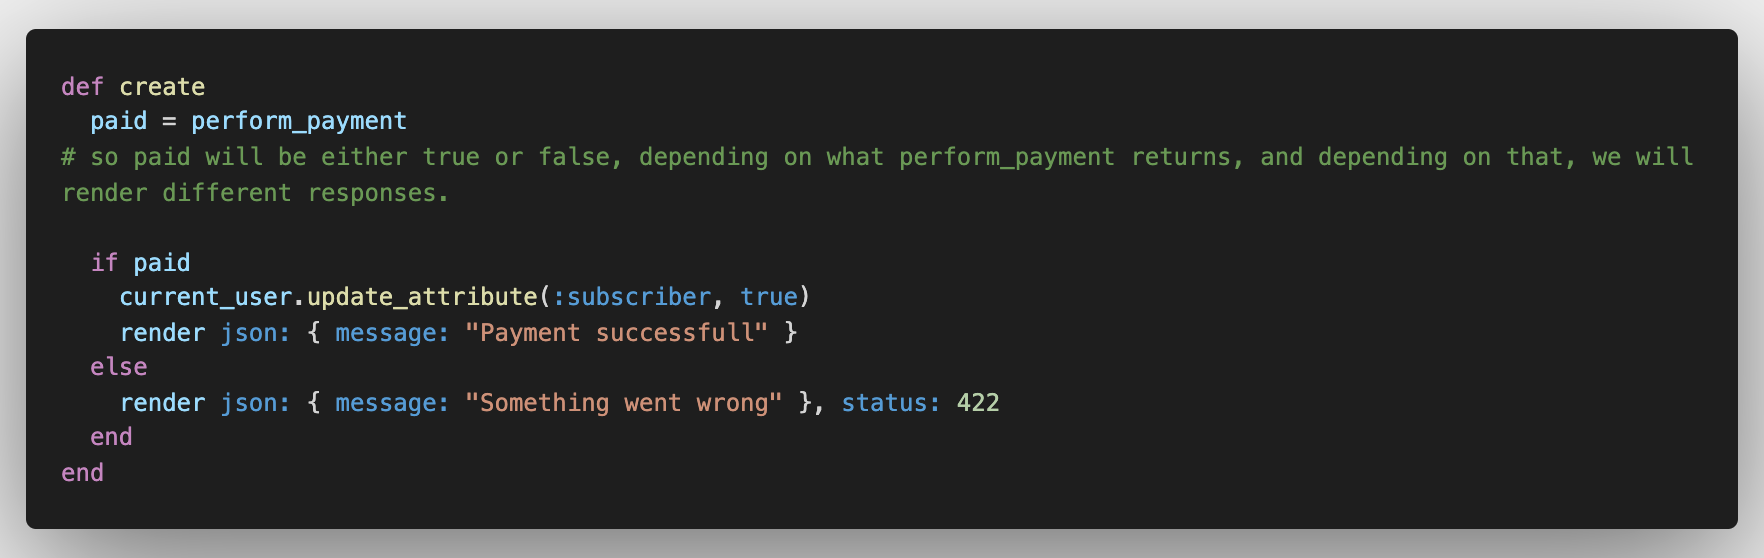 def create
  paid = perform_payment
# so paid will be either true or false, depending on what perform_payment returns, and depending on that, we will
render different responses.

  if paid
    current_user.update_attribute(:subscriber, true)
    render json: { message: "Payment successfull" }
  else
    render json: { message: "Something went wrong" }, status: 422
  end
end